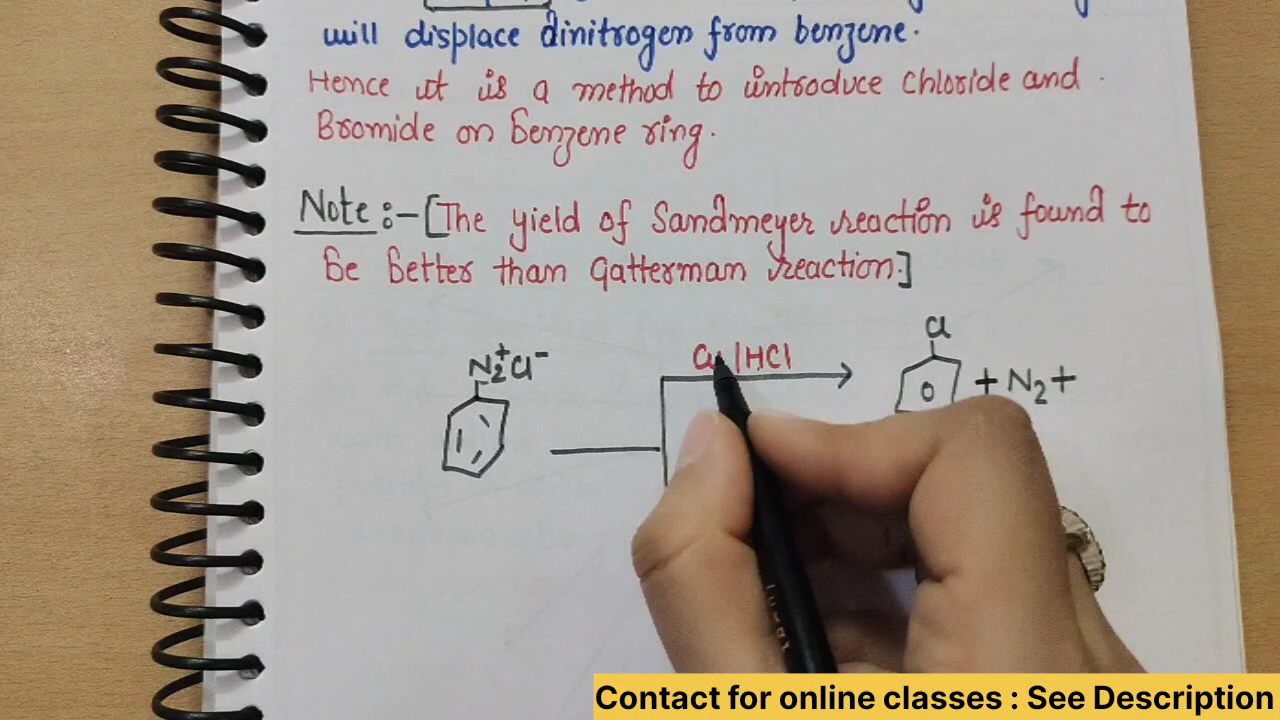 will displace dinitrogen from benzene.
Hence it is a method to introduce chloride and
Bromide on benzene ring.
Note :- [The yield of Sandmeyer reaction is found to
be better than Gatterman reaction.]
Cl
N₂⁺Cl⁻
|HCl
+ N₂ +
Contact for online classes : See Description